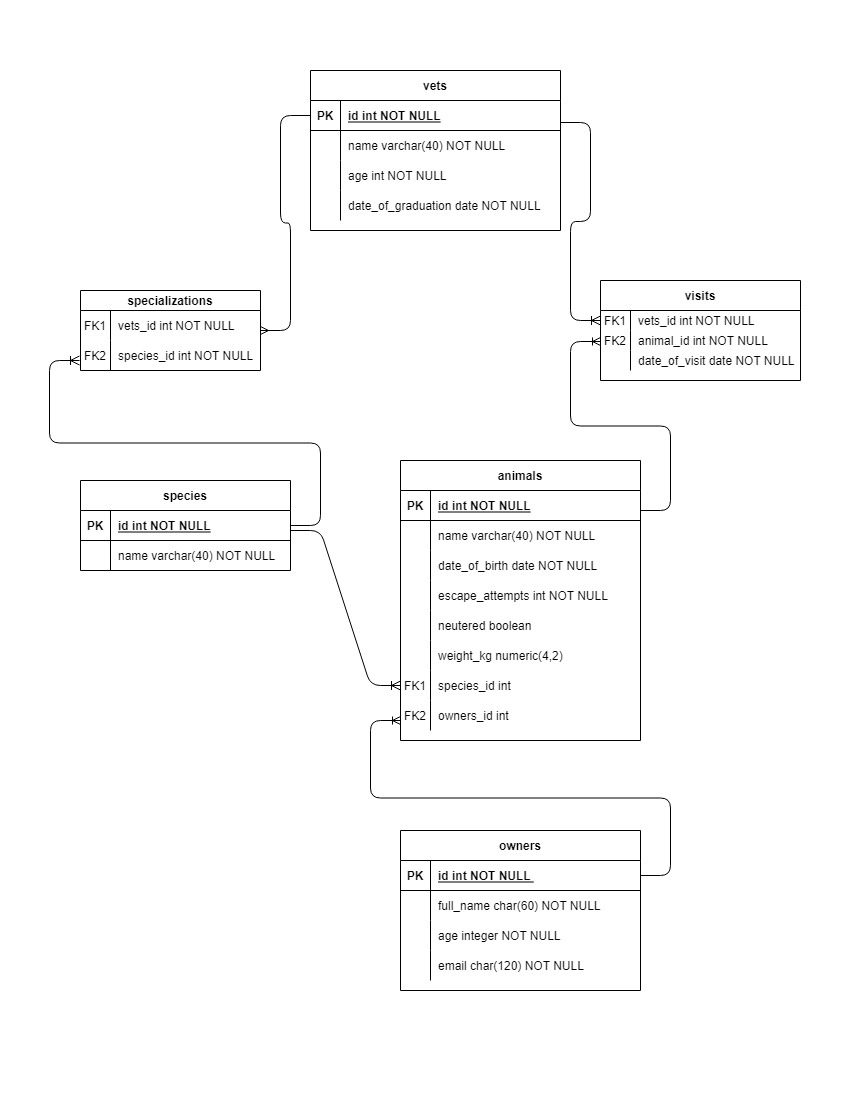 vets
PK id int NOT NULL
name varchar(40) NOT NULL
age int NOT NULL
date_of_graduation date NOT NULL
specializations
FK1 vets_id int NOT NULL
FK2 species_id int NOT NULL
visits
FK1 vets_id int NOT NULL
FK2 animal_id int NOT NULL
date_of_visit date NOT NULL
species
PK id int NOT NULL
name varchar(40) NOT NULL
animals
PK id int NOT NULL
name varchar(40) NOT NULL
date_of_birth date NOT NULL
escape_attempts int NOT NULL
neutered boolean
weight_kg numeric(4,2)
FK1 species_id int
FK2 owners_id int
owners
PK id int NOT NULL
full_name char(60) NOT NULL
age integer NOT NULL
email char(120) NOT NULL